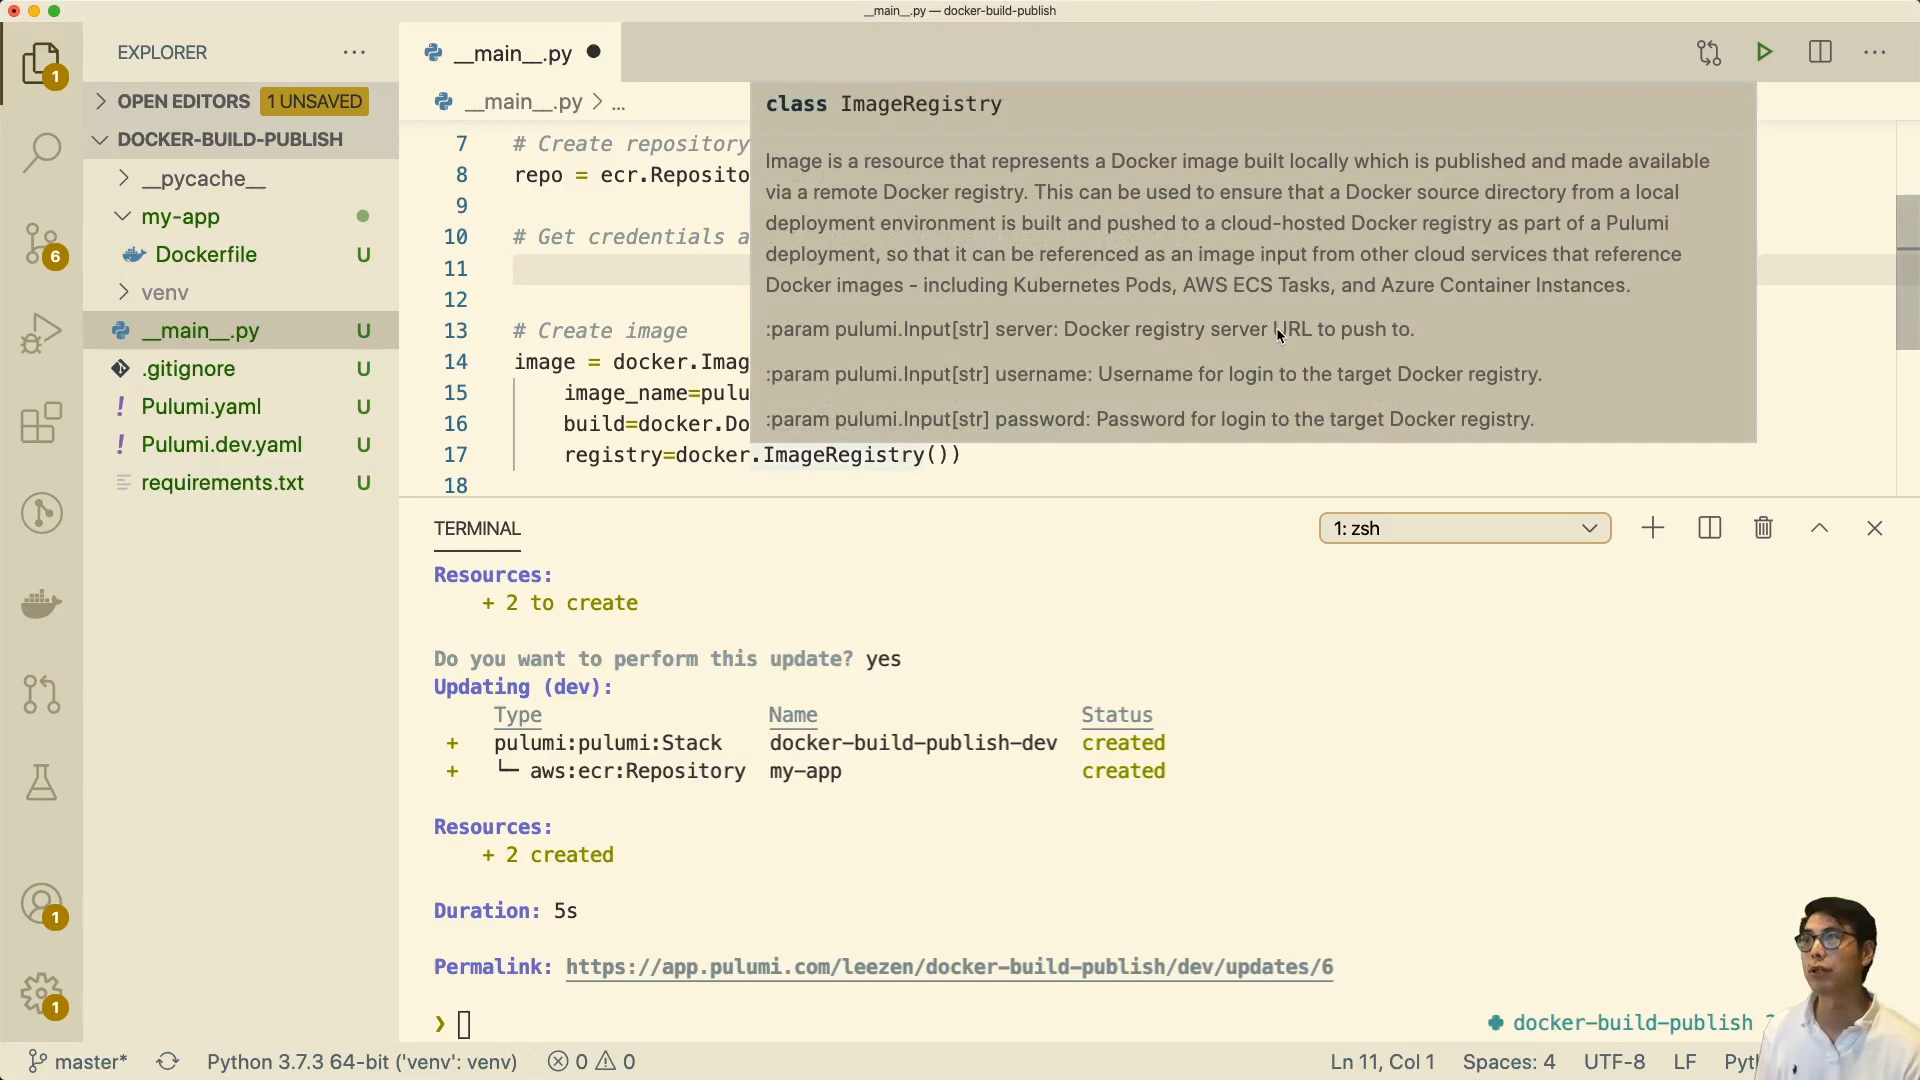 __main__.py — docker-build-publish
EXPLORER
__main__.py
1
OPEN EDITORS 1 UNSAVED
__main__.py > ...
DOCKER-BUILD-PUBLISH
__pycache__
my-app
Dockerfile U
venv
__main__.py U
.gitignore U
Pulumi.yaml U
Pulumi.dev.yaml U
requirements.txt U
6
1
1
class ImageRegistry
Image is a resource that represents a Docker image built locally which is published and made available
via a remote Docker registry. This can be used to ensure that a Docker source directory from a local
deployment environment is built and pushed to a cloud-hosted Docker registry as part of a Pulumi
deployment, so that it can be referenced as an image input from other cloud services that reference
Docker images - including Kubernetes Pods, AWS ECS Tasks, and Azure Container Instances.
:param pulumi.Input[str] server: Docker registry server URL to push to.
:param pulumi.Input[str] username: Username for login to the target Docker registry.
:param pulumi.Input[str] password: Password for login to the target Docker registry.
7 # Create repository
8 repo = ecr.Reposito
9
10 # Get credentials a
11
12
13 # Create image
14 image = docker.Imag
15 image_name=pulu
16 build=docker.Do
17 registry=docker.ImageRegistry())
18
TERMINAL
1: zsh
Resources:
+ 2 to create
Do you want to perform this update? yes
Updating (dev):
Type Name Status
+ pulumi:pulumi:Stack docker-build-publish-dev created
+ └─ aws:ecr:Repository my-app created
Resources:
+ 2 created
Duration: 5s
Permalink: https://app.pulumi.com/leezen/docker-build-publish/dev/updates/6
❯
docker-build-publish
master* Python 3.7.3 64-bit ('venv': venv) 0 0 Ln 11, Col 1 Spaces: 4 UTF-8 LF